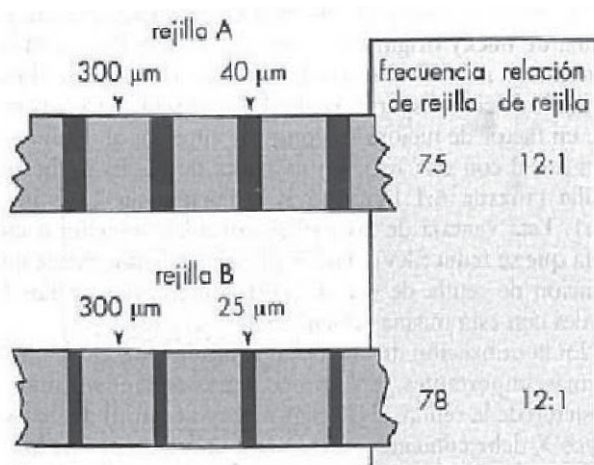 rejilla A
300 µm 40 µm
frecuencia relación
de rejilla de rejilla
75 12:1
rejilla B
300 µm 25 µm
78 12:1